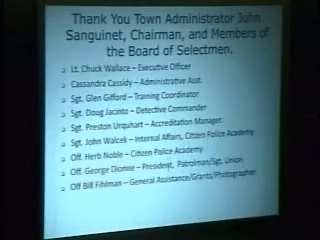 Thank You Town Administrator John
Sanguinet, Chairman, and Members of
the Board of Selectmen.
Lt. Chuck Wallace – Executive Officer
Cassandra Cassidy – Administrative Asst.
Sgt. Glen Gifford – Training Coordinator
Sgt. Doug Jacinto – Detective Commander
Sgt. Preston Urquhart – Accreditation Manager.
Sgt. John Walcek – Internal Affairs, Citizen Police Academy
Off. Herb Noble – Citizen Police Academy
Off. George Dionne – President, Patrolman/Sgt. Union
Off Bill Fihlman – General Assistance/Grants/Photographer